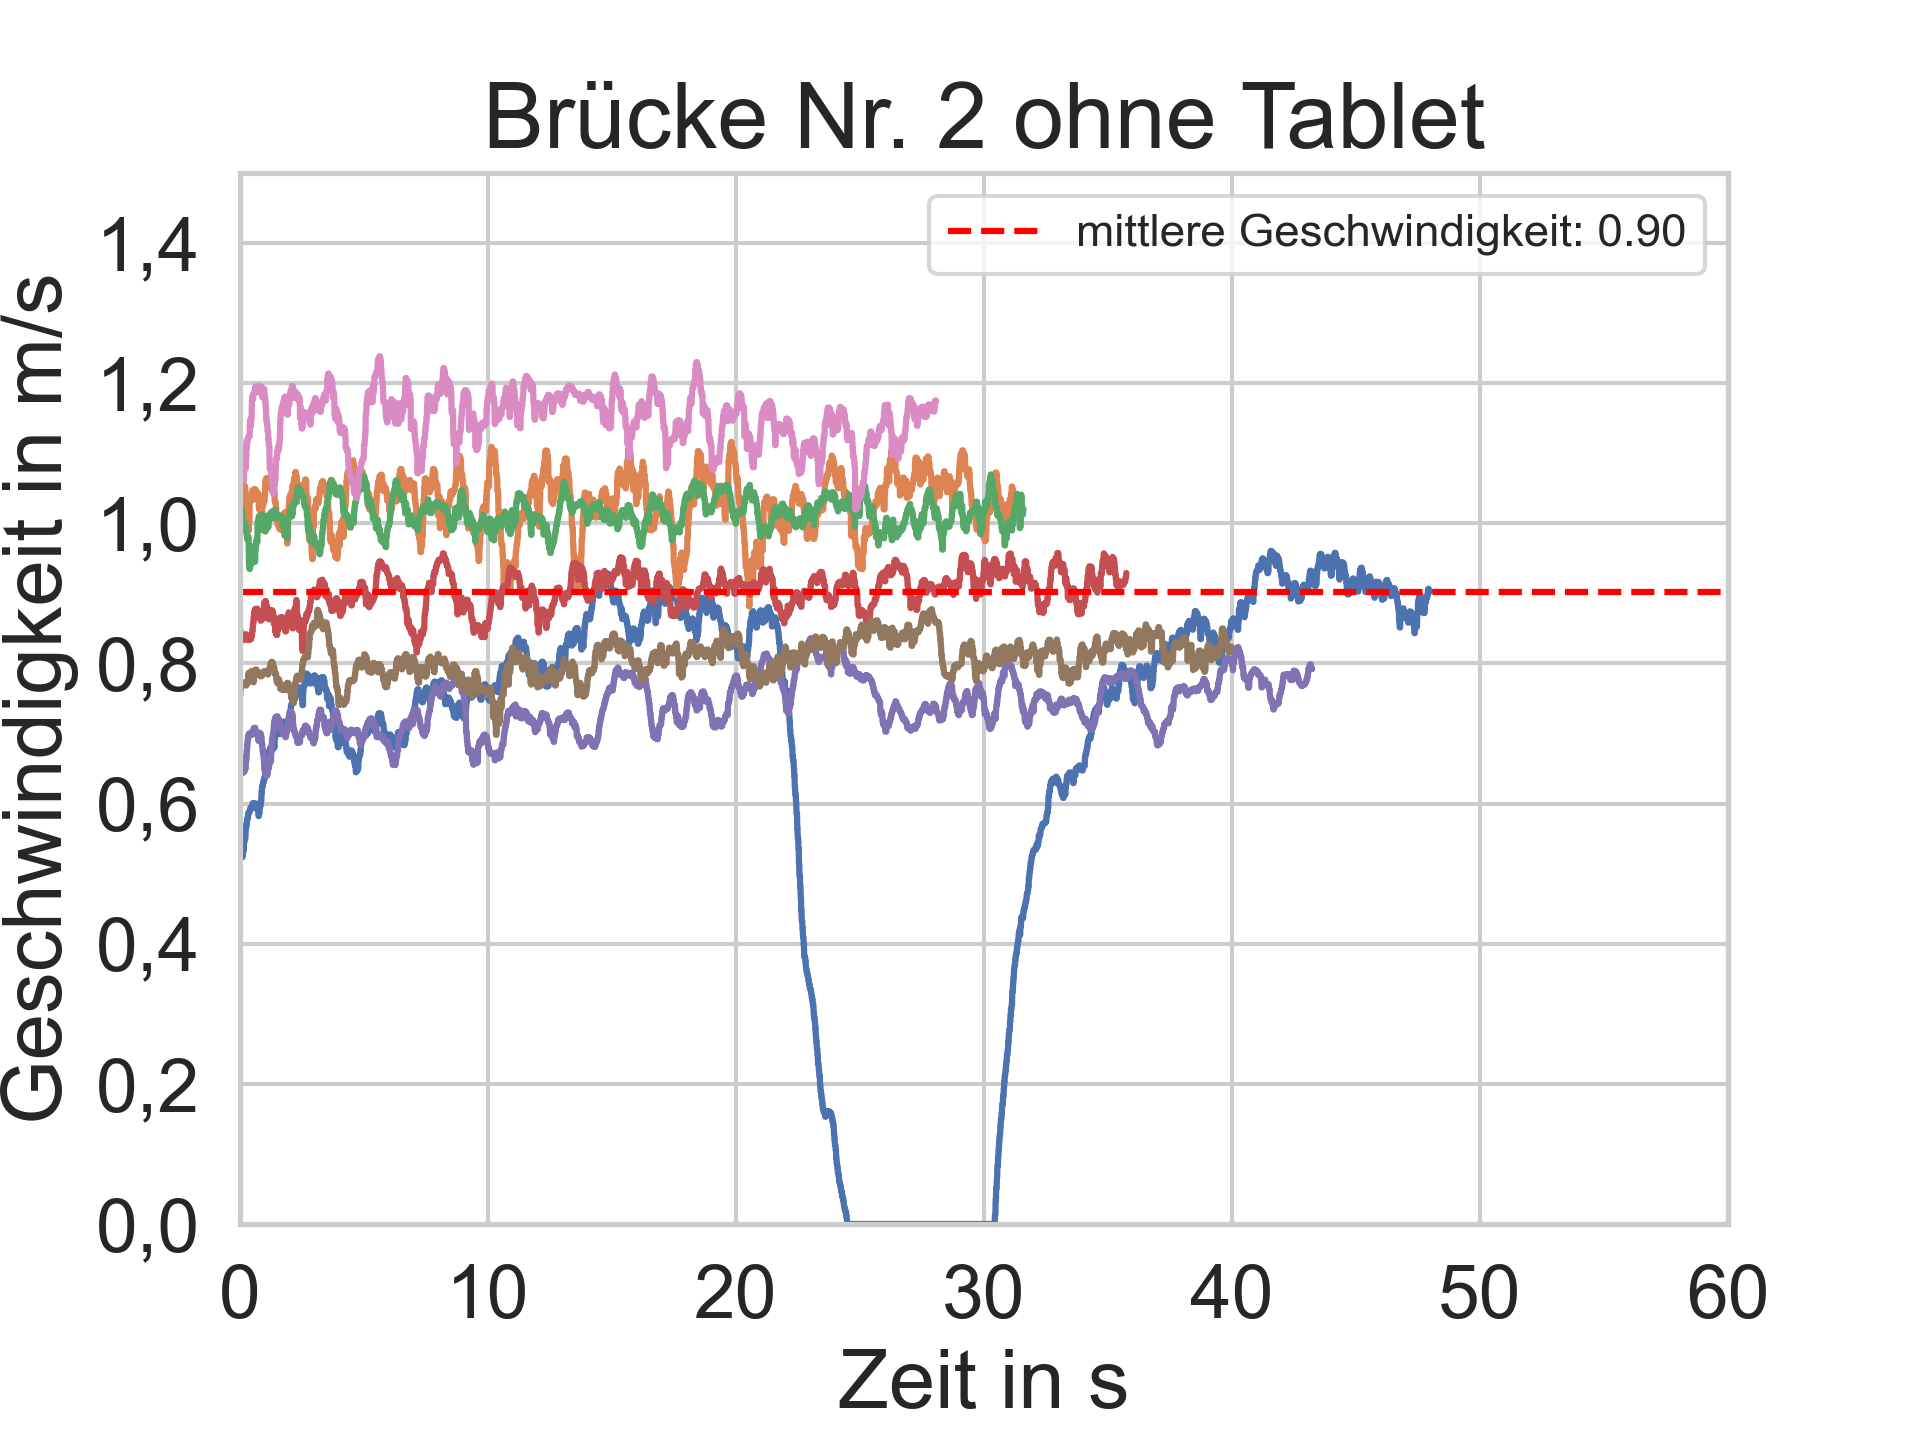 Brücke Nr. 2 ohne Tablet
mittlere Geschwindigkeit: 0.90
Geschwindigkeit in m/s
1,4
1,2
1,0
0,8
0,6
0,4
0,2
0,0
0 10 20 30 40 50 60
Zeit in s